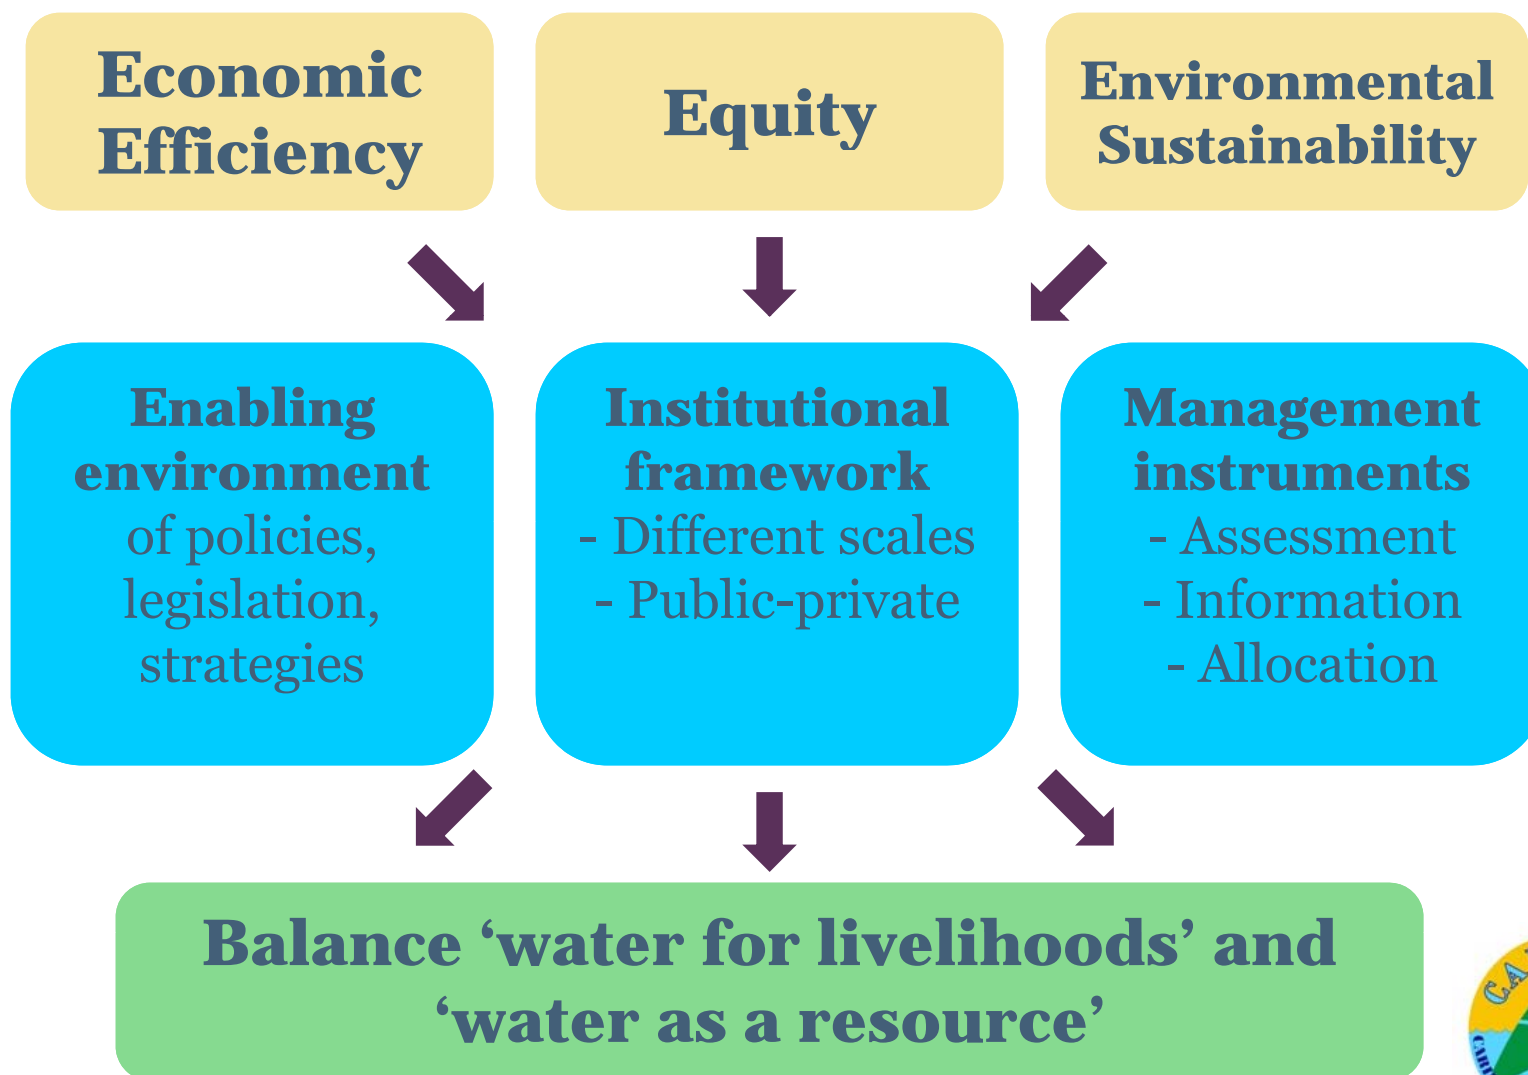 Economic
Efficiency
Equity
Environmental
Sustainability
Enabling
environment
of policies,
legislation,
strategies
Institutional
framework
- Different scales
- Public-private
Management
instruments
- Assessment
- Information
- Allocation
Balance ‘water for livelihoods’ and
‘water as a resource’